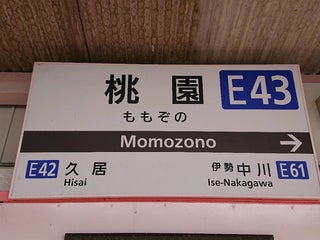 桃園 E43
ももぞの
Momozono →
E42 久居 伊勢中川 E61
Hisai Ise-Nakagawa